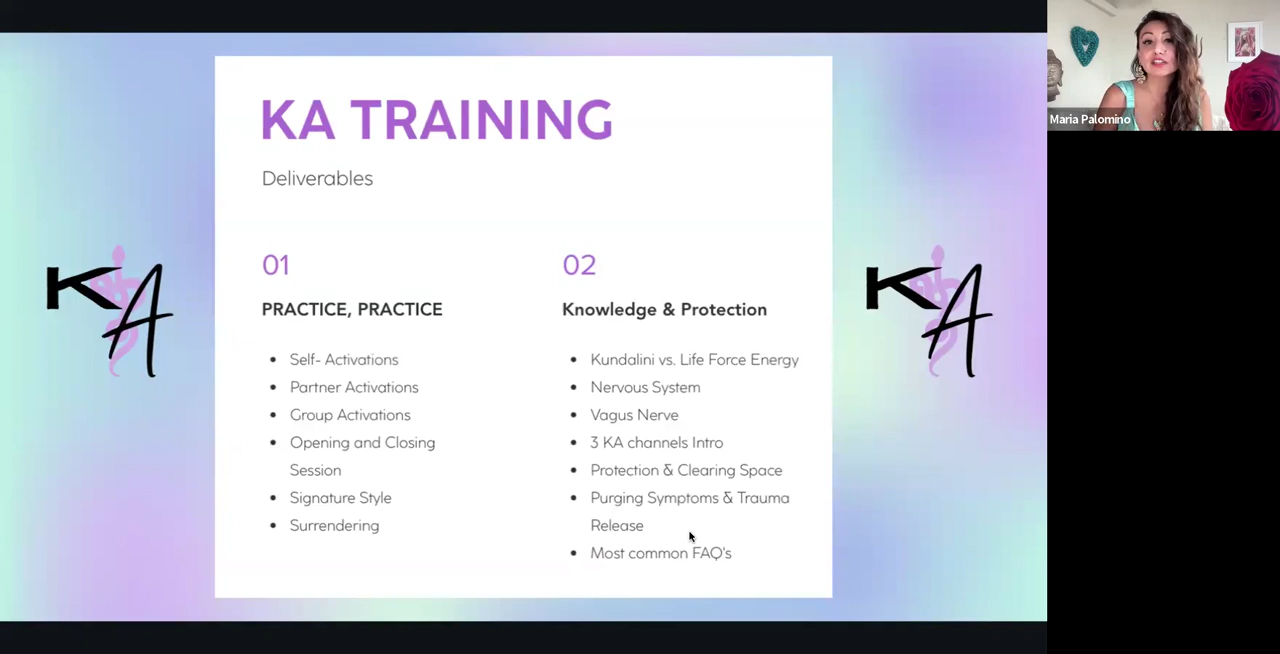 KA TRAINING
Deliverables
01
PRACTICE, PRACTICE
Self- Activations
Partner Activations
Group Activations
Opening and Closing
Session
Signature Style
Surrendering
02
Knowledge & Protection
Kundalini vs. Life Force Energy
Nervous System
Vagus Nerve
3 KA channels Intro
Protection & Clearing Space
Purging Symptoms & Trauma
Release
Most common FAQ's
KA
KA
Maria Palomino